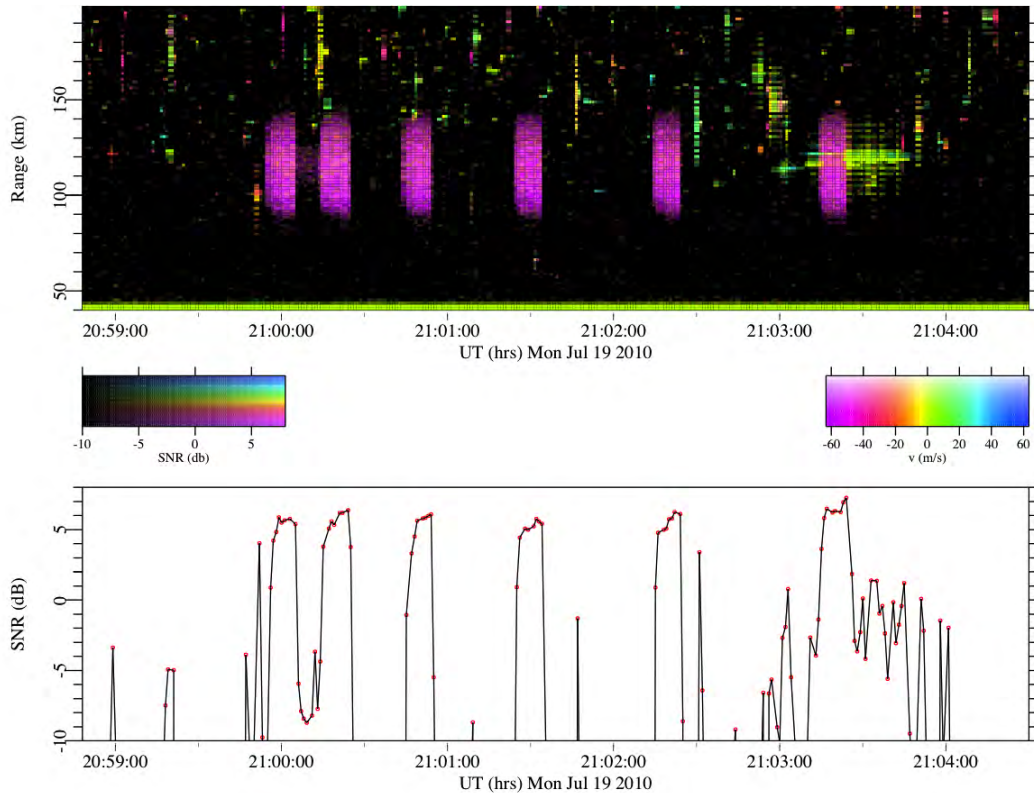 Range (km)
150
100
50
20:59:00 21:00:00 21:01:00 21:02:00 21:03:00 21:04:00
UT (hrs) Mon Jul 19 2010
-10 -5 0 5
SNR (db)
-60 -40 -20 0 20 40 60
v (m/s)
SNR (dB)
5
0
-5
-10
20:59:00 21:00:00 21:01:00 21:02:00 21:03:00 21:04:00
UT (hrs) Mon Jul 19 2010